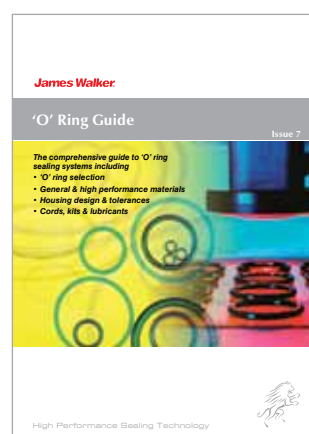 James Walker
‘O’ Ring Guide
Issue 7
The comprehensive guide to ‘O’ ring
sealing systems including
• ‘O’ ring selection
• General & high performance materials
• Housing design & tolerances
• Cords, kits & lubricants
High Performance Sealing Technology